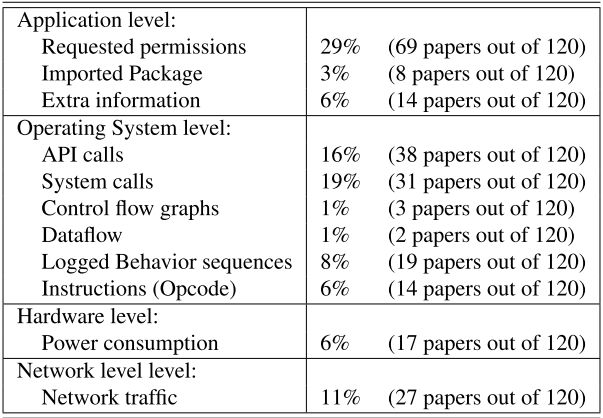 Application level:
Requested permissions 29% (69 papers out of 120)
Imported Package 3% (8 papers out of 120)
Extra information 6% (14 papers out of 120)
Operating System level:
API calls 16% (38 papers out of 120)
System calls 19% (31 papers out of 120)
Control flow graphs 1% (3 papers out of 120)
Dataflow 1% (2 papers out of 120)
Logged Behavior sequences 8% (19 papers out of 120)
Instructions (Opcode) 6% (14 papers out of 120)
Hardware level:
Power consumption 6% (17 papers out of 120)
Network level level:
Network traffic 11% (27 papers out of 120)